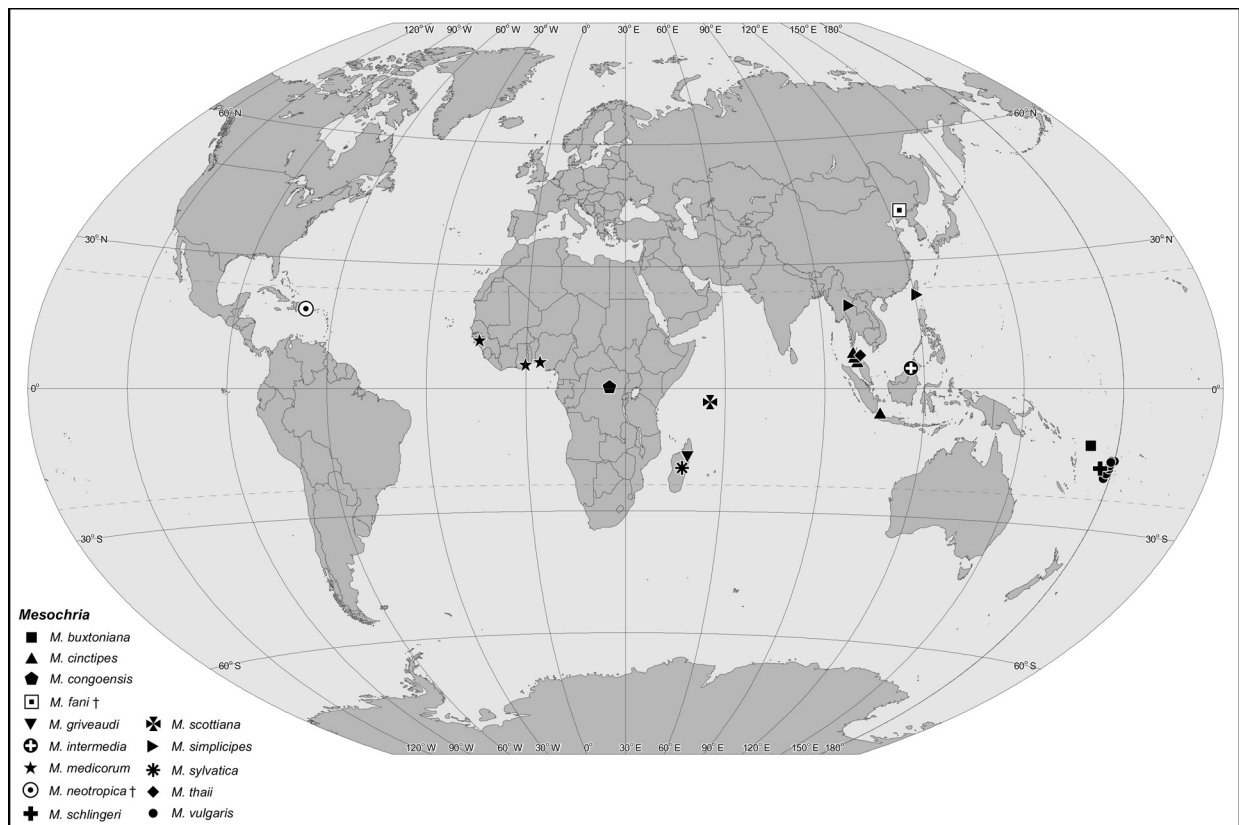 120° W 90° W 60° W 30° W 0° 30° E 60° E 90° E 120° E 150° E 180°
60° N 60° N
30° N 30° N
0° 0°
30° S 30° S
60° S 60° S
120° W 90° W 60° W 30° W 0° 30° E 60° E 90° E 120° E 150° E 180°
Mesochria
M. buxtoniana
M. cinctipes
M. congoensis
M. fani †
M. griveaudi
M. intermedia
M. medicorum
M. neotropica †
M. schlingeri
M. scottiana
M. simplicipes
M. sylvatica
M. thaii
M. vulgaris